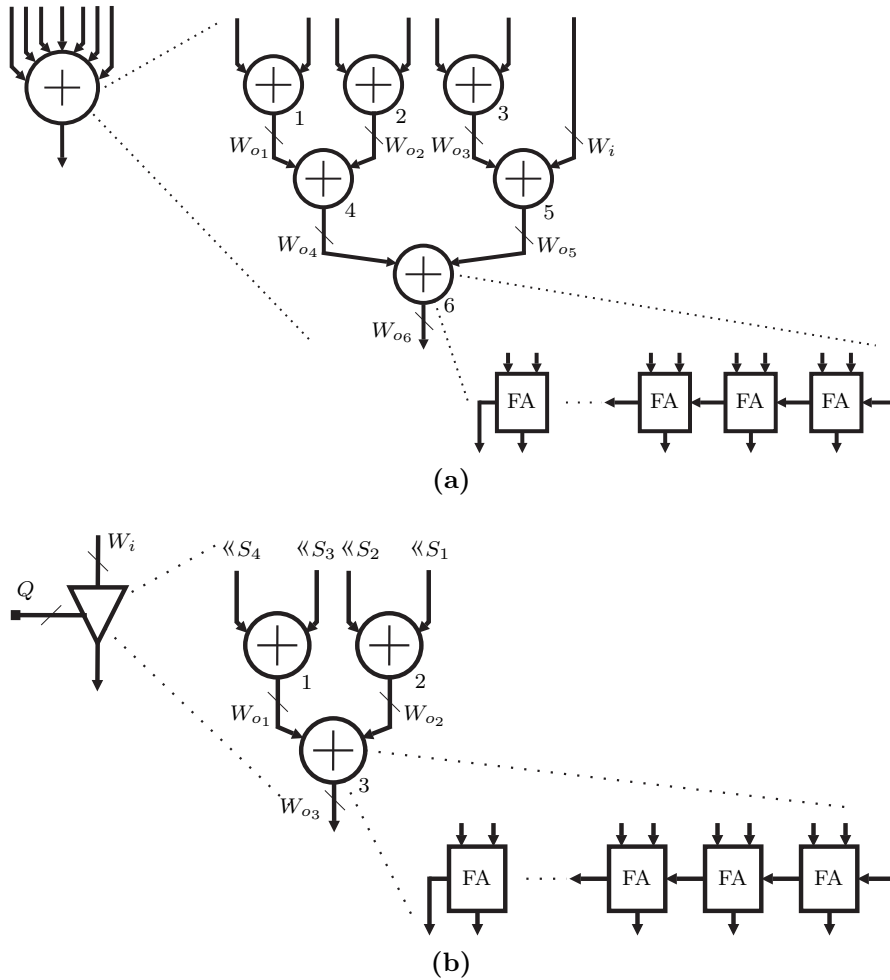 1 2 3
W_{o_1} W_{o_2} W_{o_3} W_i
4 5
W_{o_4} W_{o_5}
6
W_{o_6}
FA ..... FA FA FA
(a)
W_i «S_4 «S_3 «S_2 «S_1
Q
1 2
W_{o_1} W_{o_2}
3
W_{o_3}
FA ..... FA FA FA
(b)